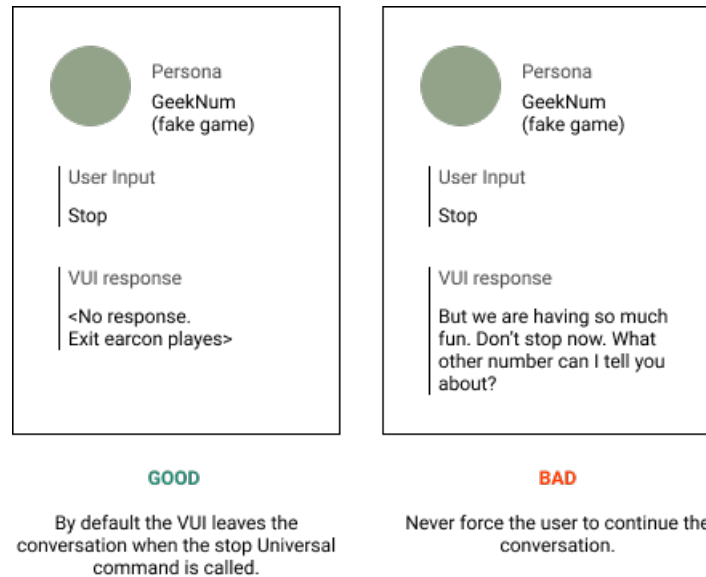 Persona
GeekNum
(fake game)
User Input
Stop
VUI response
<No response.
Exit earcon playes>
GOOD
By default the VUI leaves the
conversation when the stop Universal
command is called.
Persona
GeekNum
(fake game)
User Input
Stop
VUI response
But we are having so much
fun. Don't stop now. What
other number can I tell you
about?
BAD
Never force the user to continue the
conversation.